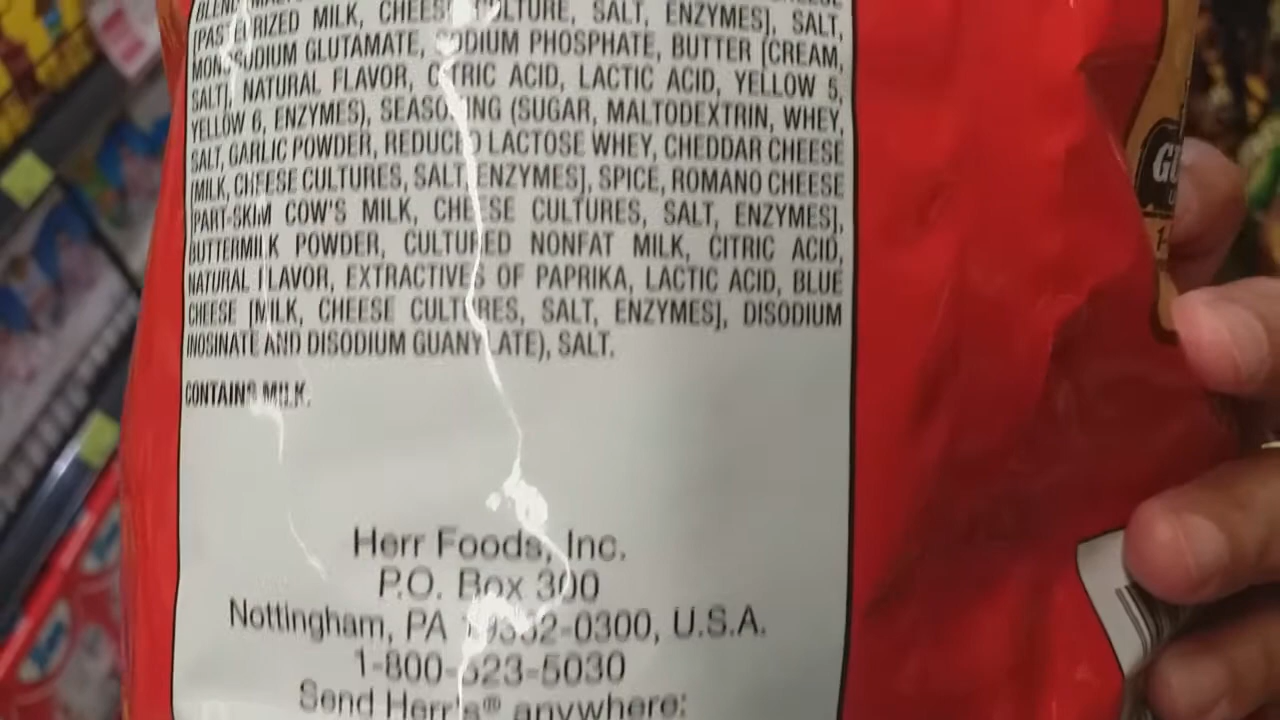 [PASTEURIZED MILK, CHEESE CULTURE, SALT, ENZYMES], SALT,
MONOSODIUM GLUTAMATE, SODIUM PHOSPHATE, BUTTER [CREAM,
SALT], NATURAL FLAVOR, CITRIC ACID, LACTIC ACID, YELLOW 5,
YELLOW 6, ENZYMES), SEASONING (SUGAR, MALTODEXTRIN, WHEY,
SALT, GARLIC POWDER, REDUCED LACTOSE WHEY, CHEDDAR CHEESE
[MILK, CHEESE CULTURES, SALT, ENZYMES], SPICE, ROMANO CHEESE
[PART-SKIM COW'S MILK, CHEESE CULTURES, SALT, ENZYMES],
BUTTERMILK POWDER, CULTURED NONFAT MILK, CITRIC ACID,
NATURAL FLAVOR, EXTRACTIVES OF PAPRIKA, LACTIC ACID, BLUE
CHEESE [MILK, CHEESE CULTURES, SALT, ENZYMES], DISODIUM
INOSINATE AND DISODIUM GUANYLATE), SALT.
CONTAINS MILK.
Herr Foods, Inc.
P.O. Box 300
Nottingham, PA 19362-0300, U.S.A.
1-800-523-5030
Send Herr's® anywhere: